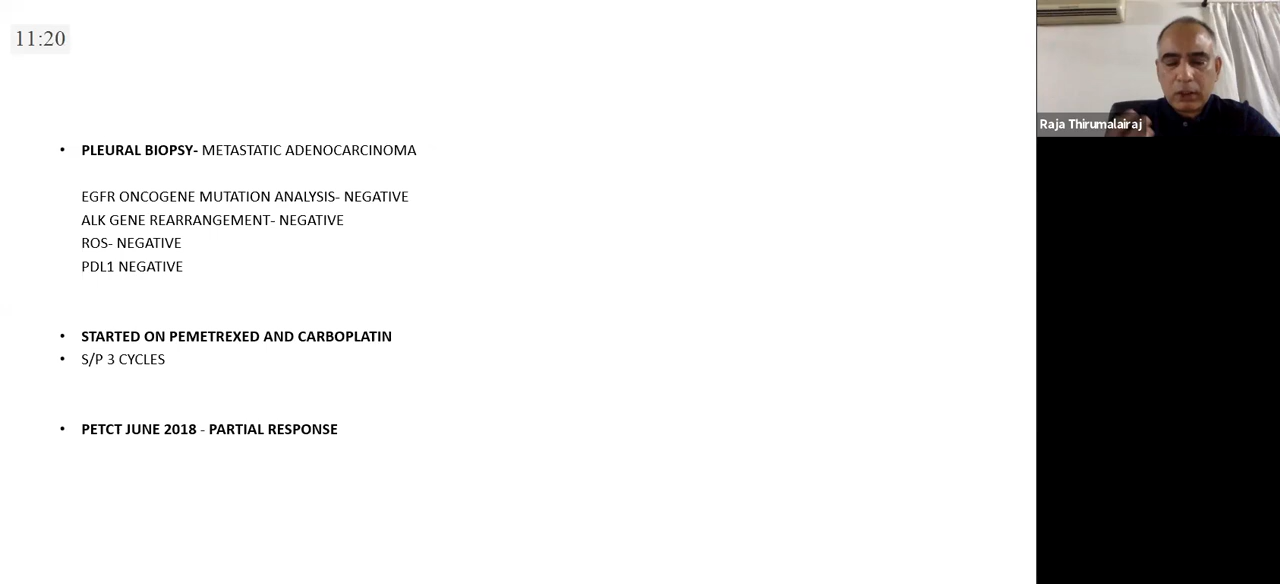 11:20
• PLEURAL BIOPSY- METASTATIC ADENOCARCINOMA
EGFR ONCOGENE MUTATION ANALYSIS- NEGATIVE
ALK GENE REARRANGEMENT- NEGATIVE
ROS- NEGATIVE
PDL1 NEGATIVE
• STARTED ON PEMETREXED AND CARBOPLATIN
• S/P 3 CYCLES
• PETCT JUNE 2018 - PARTIAL RESPONSE
Raja Thirumalairaj